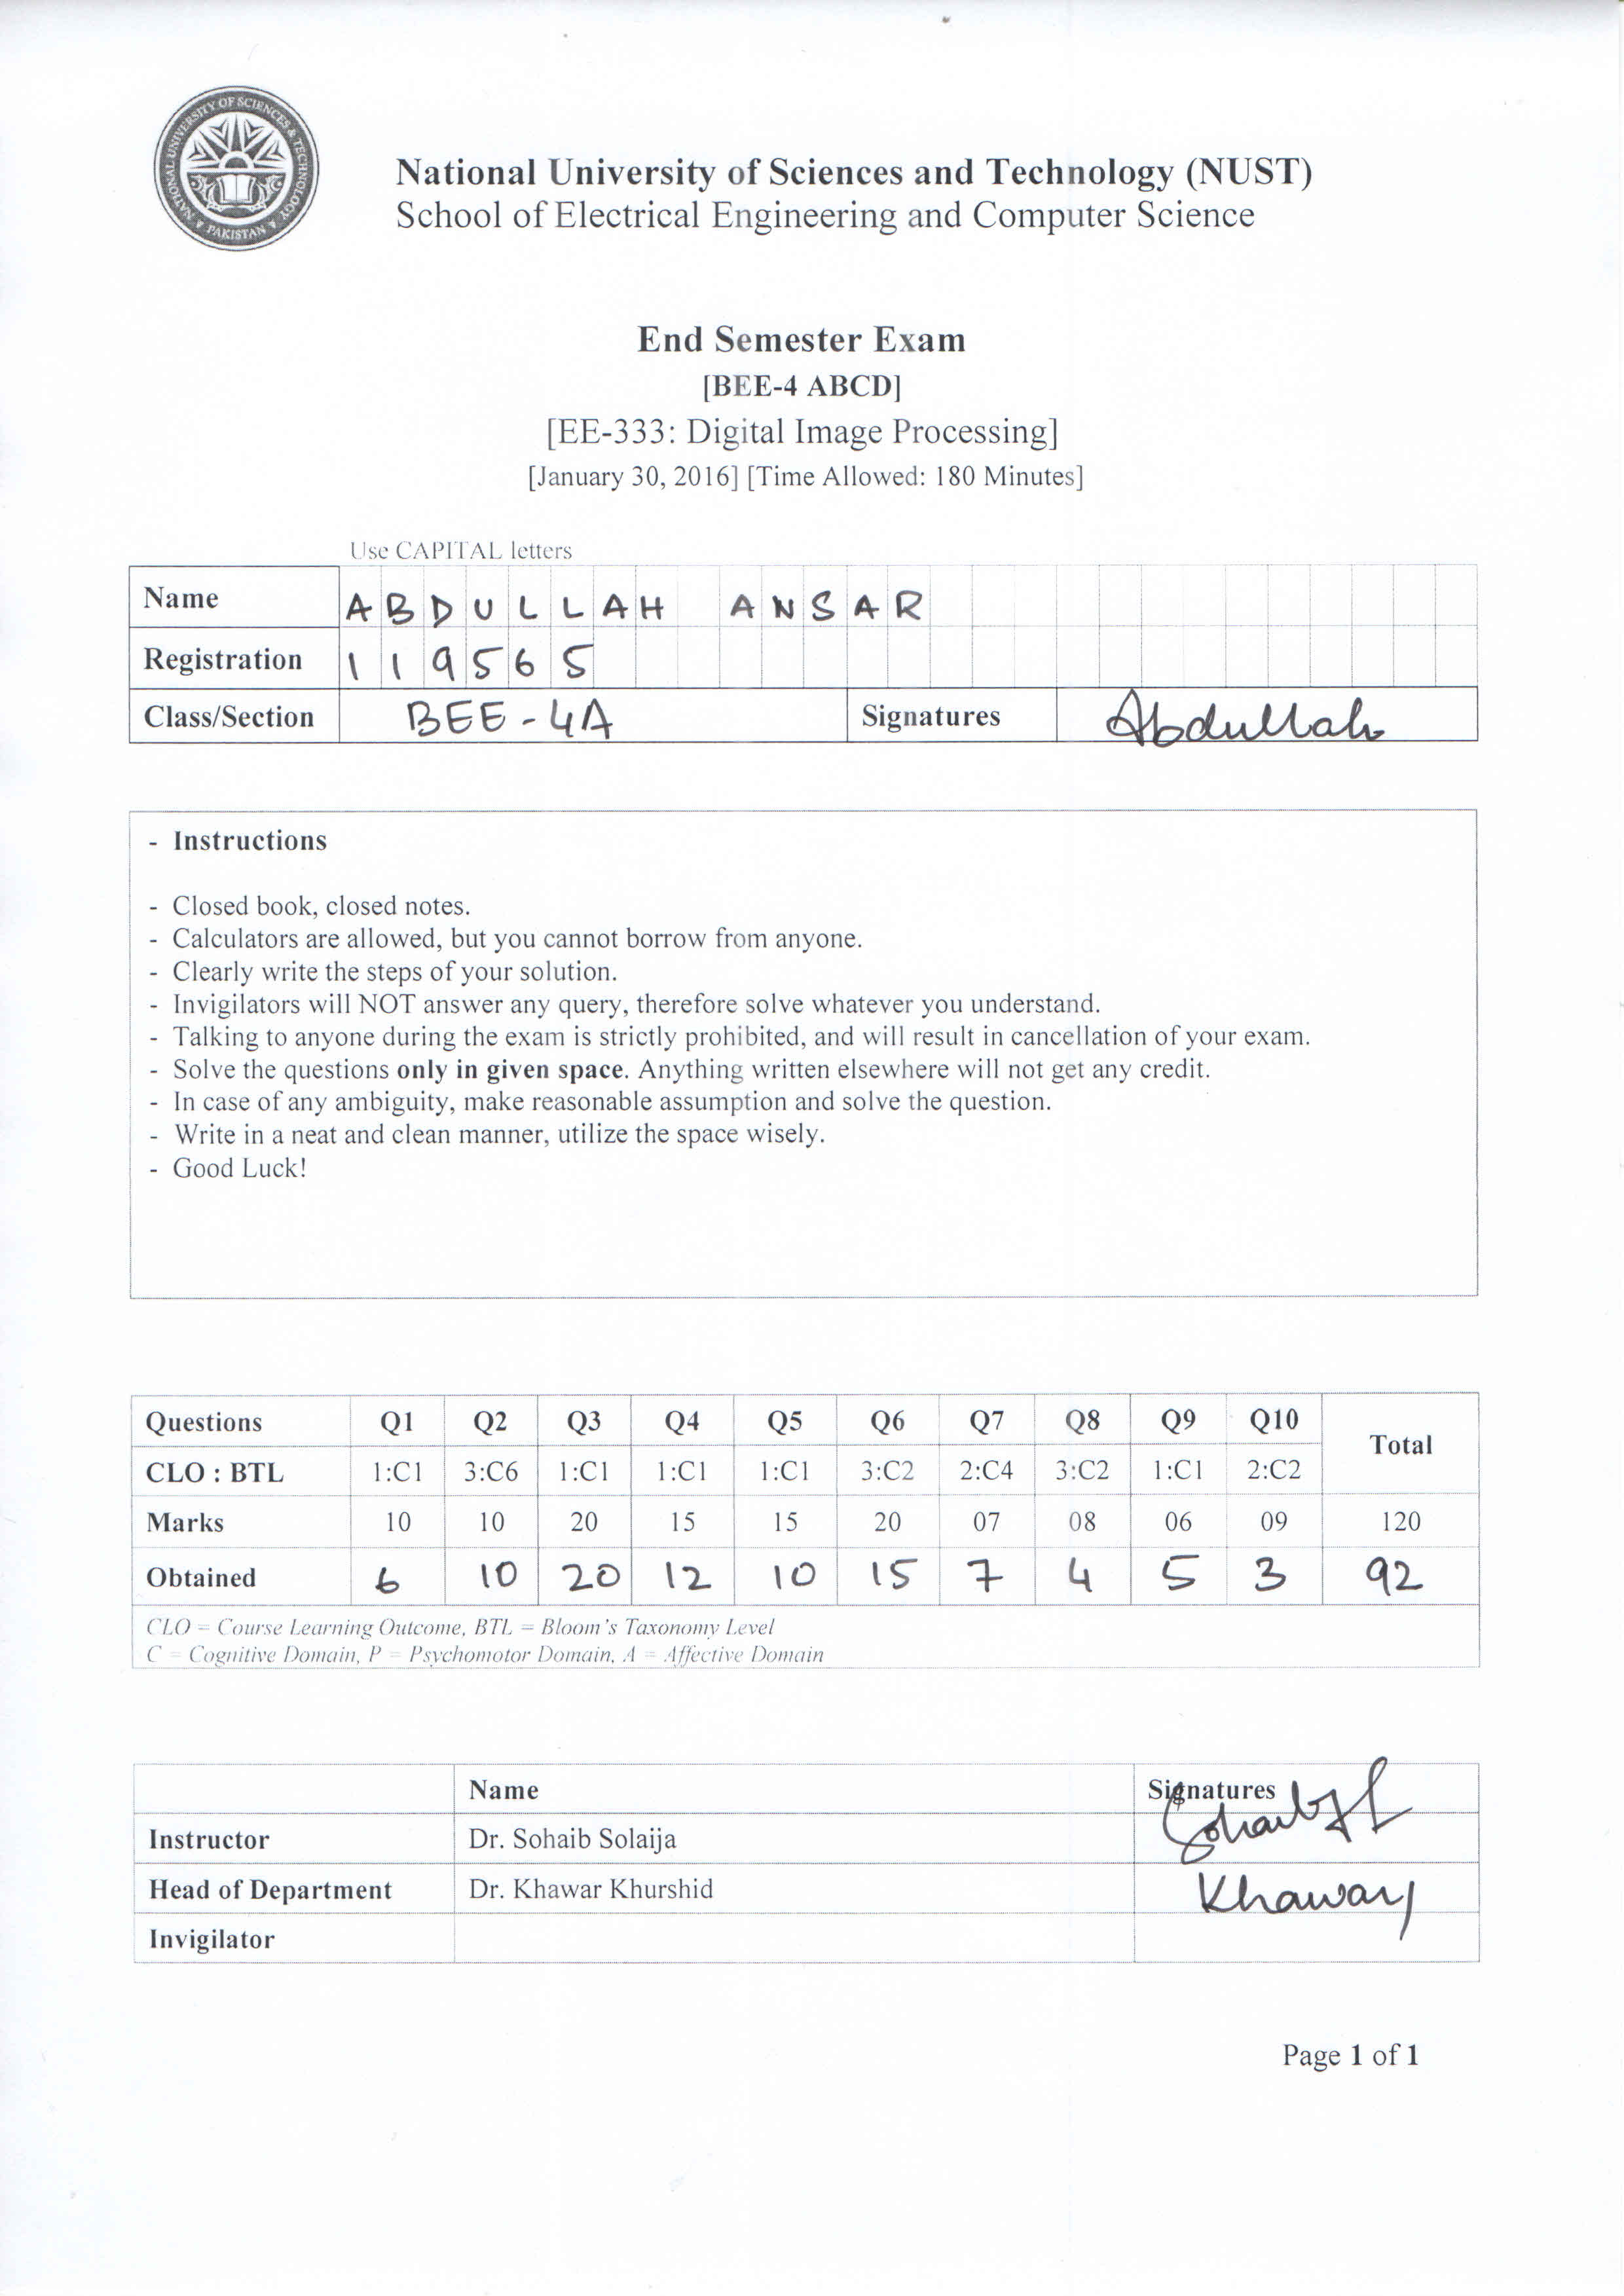 NATIONAL UNIVERSITY OF SCIENCES & TECHNOLOGY
PAKISTAN
National University of Sciences and Technology (NUST)
School of Electrical Engineering and Computer Science
End Semester Exam
[BEE-4 ABCD]
[EE-333: Digital Image Processing]
[January 30, 2016] [Time Allowed: 180 Minutes]
Use CAPITAL letters
Name ABDULLAH ANSAR
Registration 119565
Class/Section BEE-4A Signatures Abdullah
- Instructions
- Closed book, closed notes.
- Calculators are allowed, but you cannot borrow from anyone.
- Clearly write the steps of your solution.
- Invigilators will NOT answer any query, therefore solve whatever you understand.
- Talking to anyone during the exam is strictly prohibited, and will result in cancellation of your exam.
- Solve the questions only in given space. Anything written elsewhere will not get any credit.
- In case of any ambiguity, make reasonable assumption and solve the question.
- Write in a neat and clean manner, utilize the space wisely.
- Good Luck!
Questions Q1 Q2 Q3 Q4 Q5 Q6 Q7 Q8 Q9 Q10 Total
CLO : BTL 1:C1 3:C6 1:C1 1:C1 1:C1 3:C2 2:C4 3:C2 1:C1 2:C2
Marks 10 10 20 15 15 20 07 08 06 09 120
Obtained 6 10 20 12 10 15 7 4 5 3 92
CLO = Course Learning Outcome, BTL = Bloom's Taxonomy Level
C = Cognitive Domain, P = Psychomotor Domain, A = Affective Domain
Name Signatures
Instructor Dr. Sohaib Solaija Sohaib
Head of Department Dr. Khawar Khurshid Khawar
Invigilator
Page 1 of 1